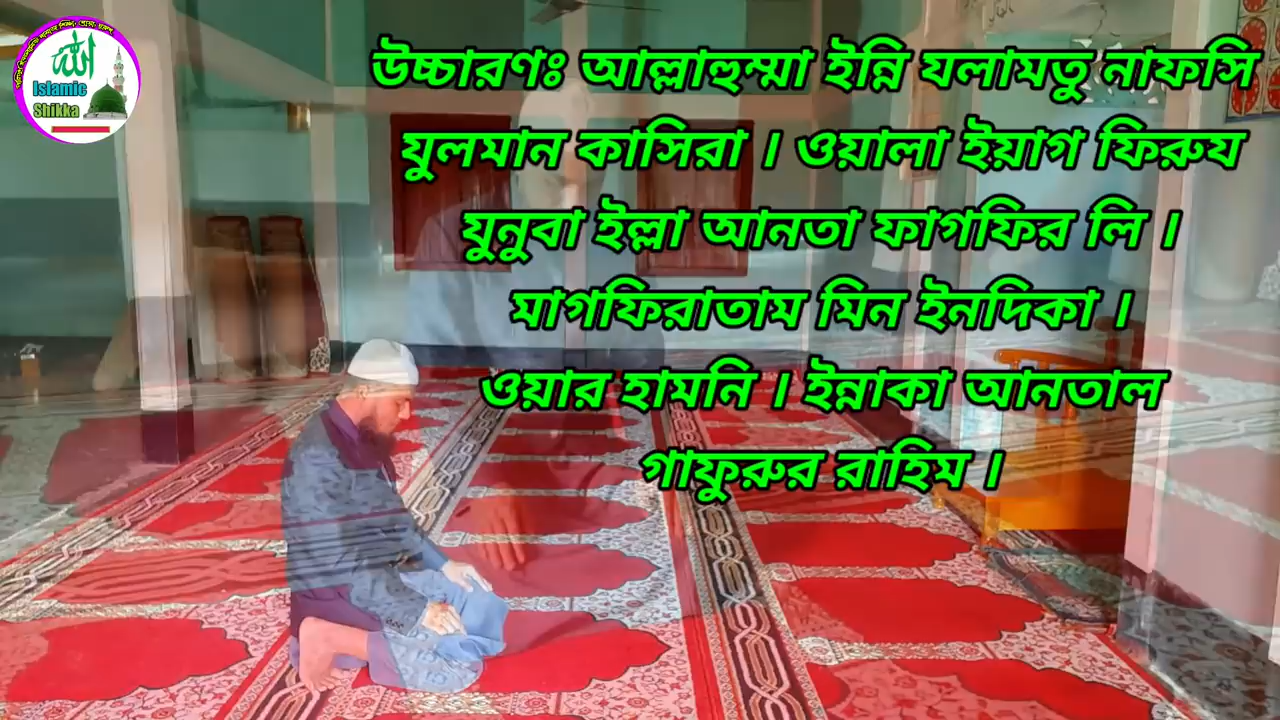 الله
Islamic
Shikka
উচ্চারণঃ আল্লাহুম্মা ইন্নি যলামতু নাফসি
যুলমান কাসিরা । ওয়ালা ইয়াগ ফিরুয
যুনুবা ইল্লা আনতা ফাগফির লি ।
মাগফিরাতাম মিন ইনদিকা ।
ওয়ার হামনি । ইন্নাকা আনতাল
গাফুরুর রাহিম ।